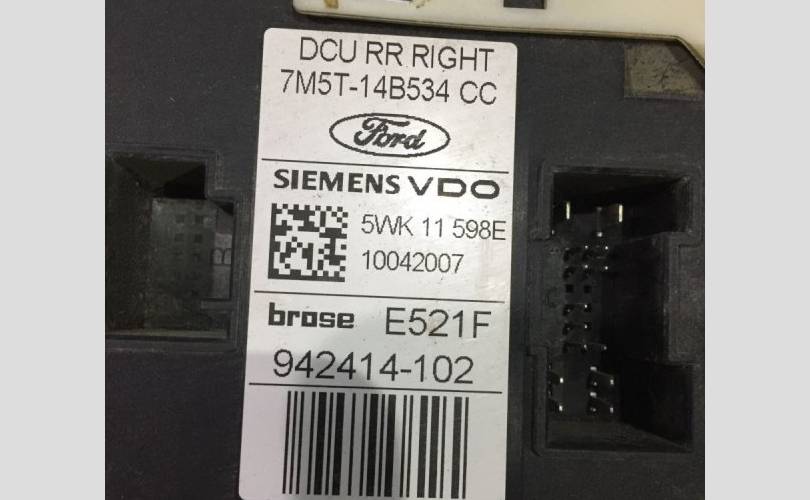 DCU RR RIGHT
7M5T-14B534 CC
Ford
SIEMENS VDO
5WK 11 598E
10042007
brose E521F
942414-102